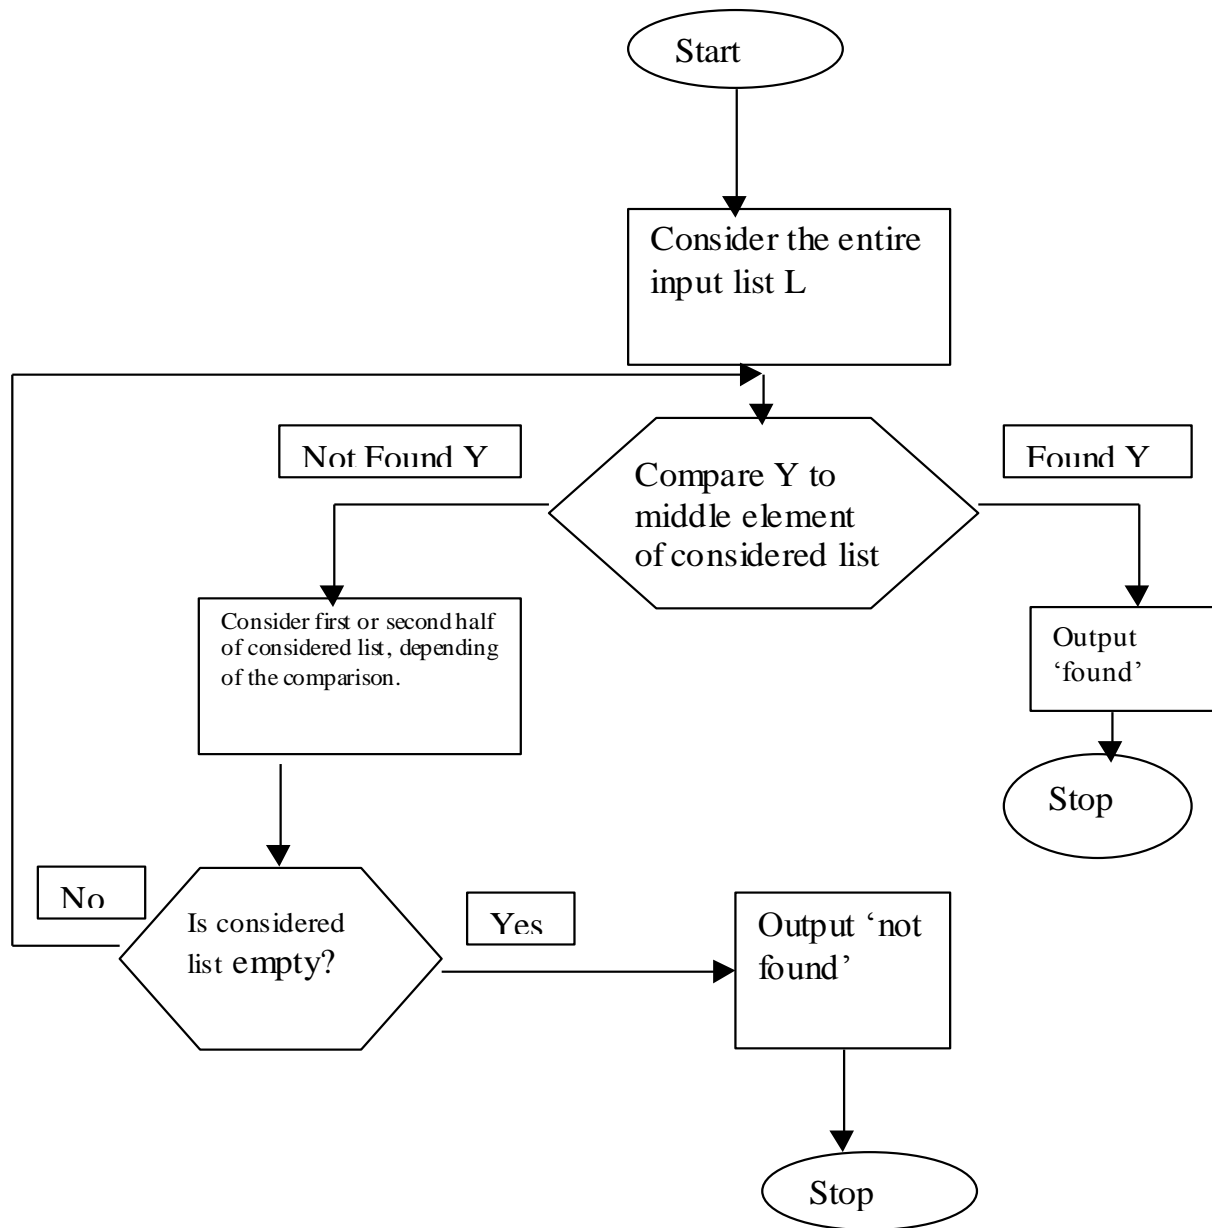 Start
Consider the entire
input list L
Not Found Y
Found Y
Compare Y to
middle element
of considered list
Consider first or second half
of considered list, depending
of the comparison.
Output
‘found’
Stop
No
Is considered
list empty?
Yes
Output ‘not
found’
Stop